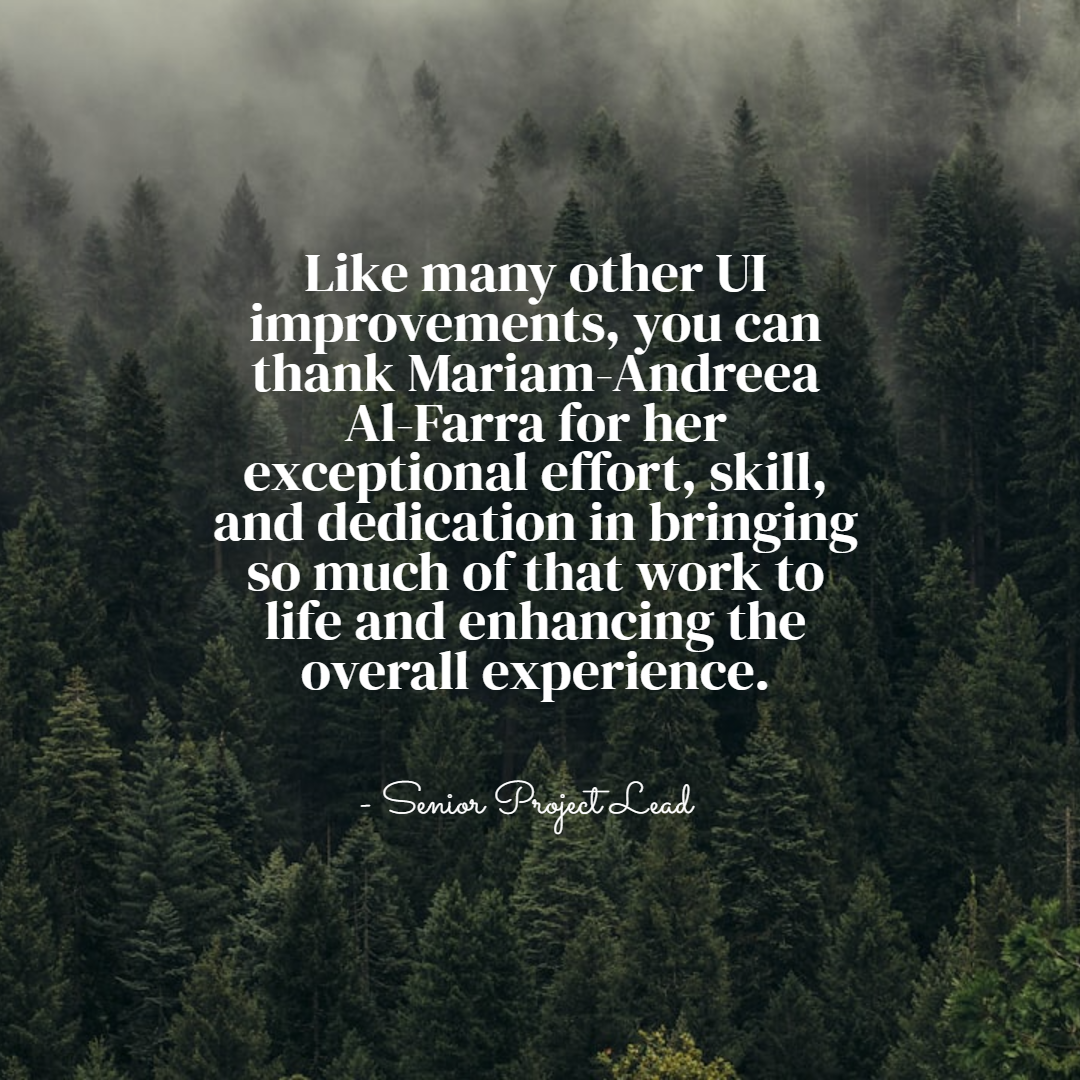 Like many other UI
improvements, you can
thank Mariam-Andreea
Al-Farra for her
exceptional effort, skill,
and dedication in bringing
so much of that work to
life and enhancing the
overall experience.
- Senior Project Lead